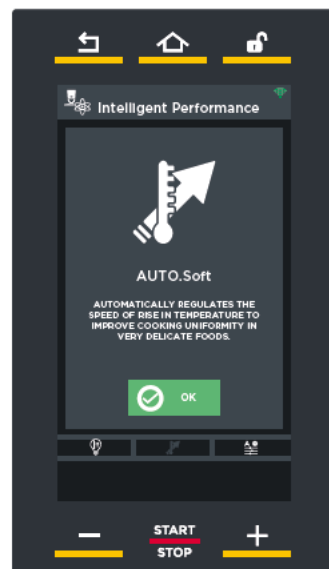 Intelligent Performance
AUTO.Soft
AUTOMATICALLY REGULATES THE
SPEED OF RISE IN TEMPERATURE TO
IMPROVE COOKING UNIFORMITY IN
VERY DELICATE FOODS.
OK
START
STOP